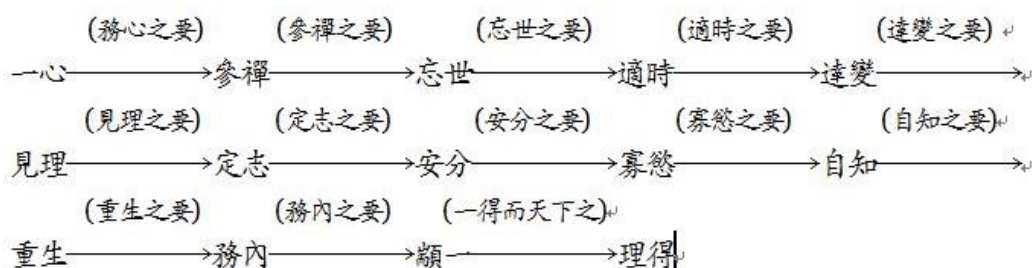 (務心之要) (參禪之要) (忘世之要) (適時之要) (達變之要)
一心→參禪→忘世→適時→達變→
(見理之要) (定志之要) (安分之要) (寡慾之要) (自知之要)
見理→定志→安分→寡慾→自知→
(重生之要) (務內之要) (一得而天下之)
重生→務內→顓一→理得